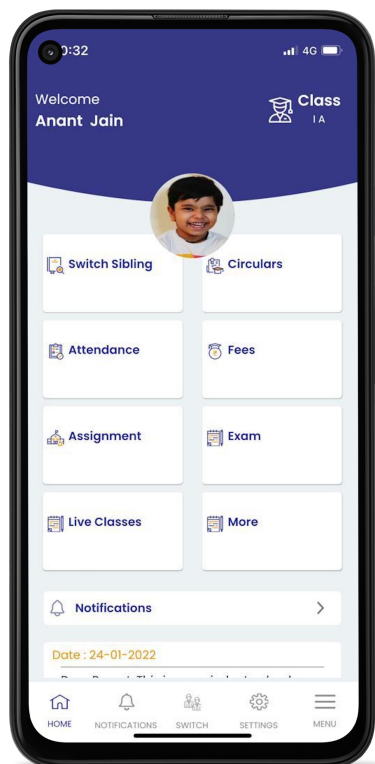 0:32
4G
Welcome
Anant Jain
Class
I A
Switch Sibling
Circulars
Attendance
Fees
Assignment
Exam
Live Classes
More
Notifications
Date : 24-01-2022
HOME
NOTIFICATIONS
SWITCH
SETTINGS
MENU